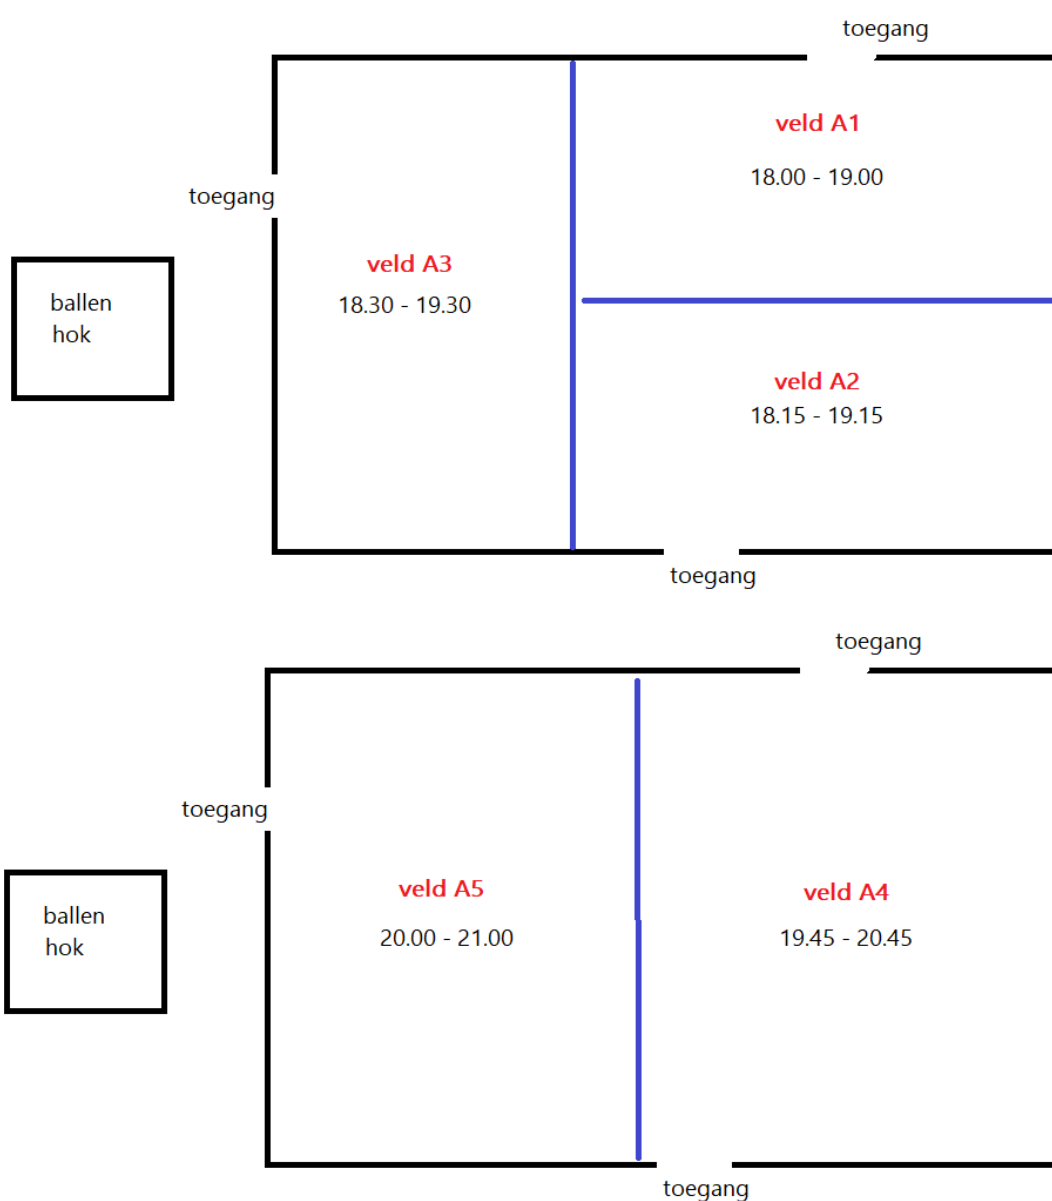 toegang
veld A1
18.00 - 19.00
toegang
veld A3
18.30 - 19.30
ballen
hok
veld A2
18.15 - 19.15
toegang
toegang
toegang
veld A5
20.00 - 21.00
veld A4
19.45 - 20.45
ballen
hok
toegang